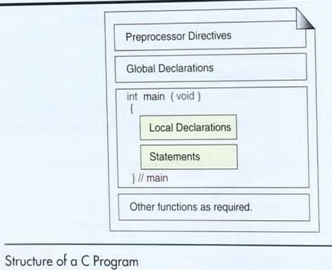 Preprocessor Directives
Global Declarations
int main ( void )
{
Local Declarations
Statements
} // main
Other functions as required.
Structure of a C Program